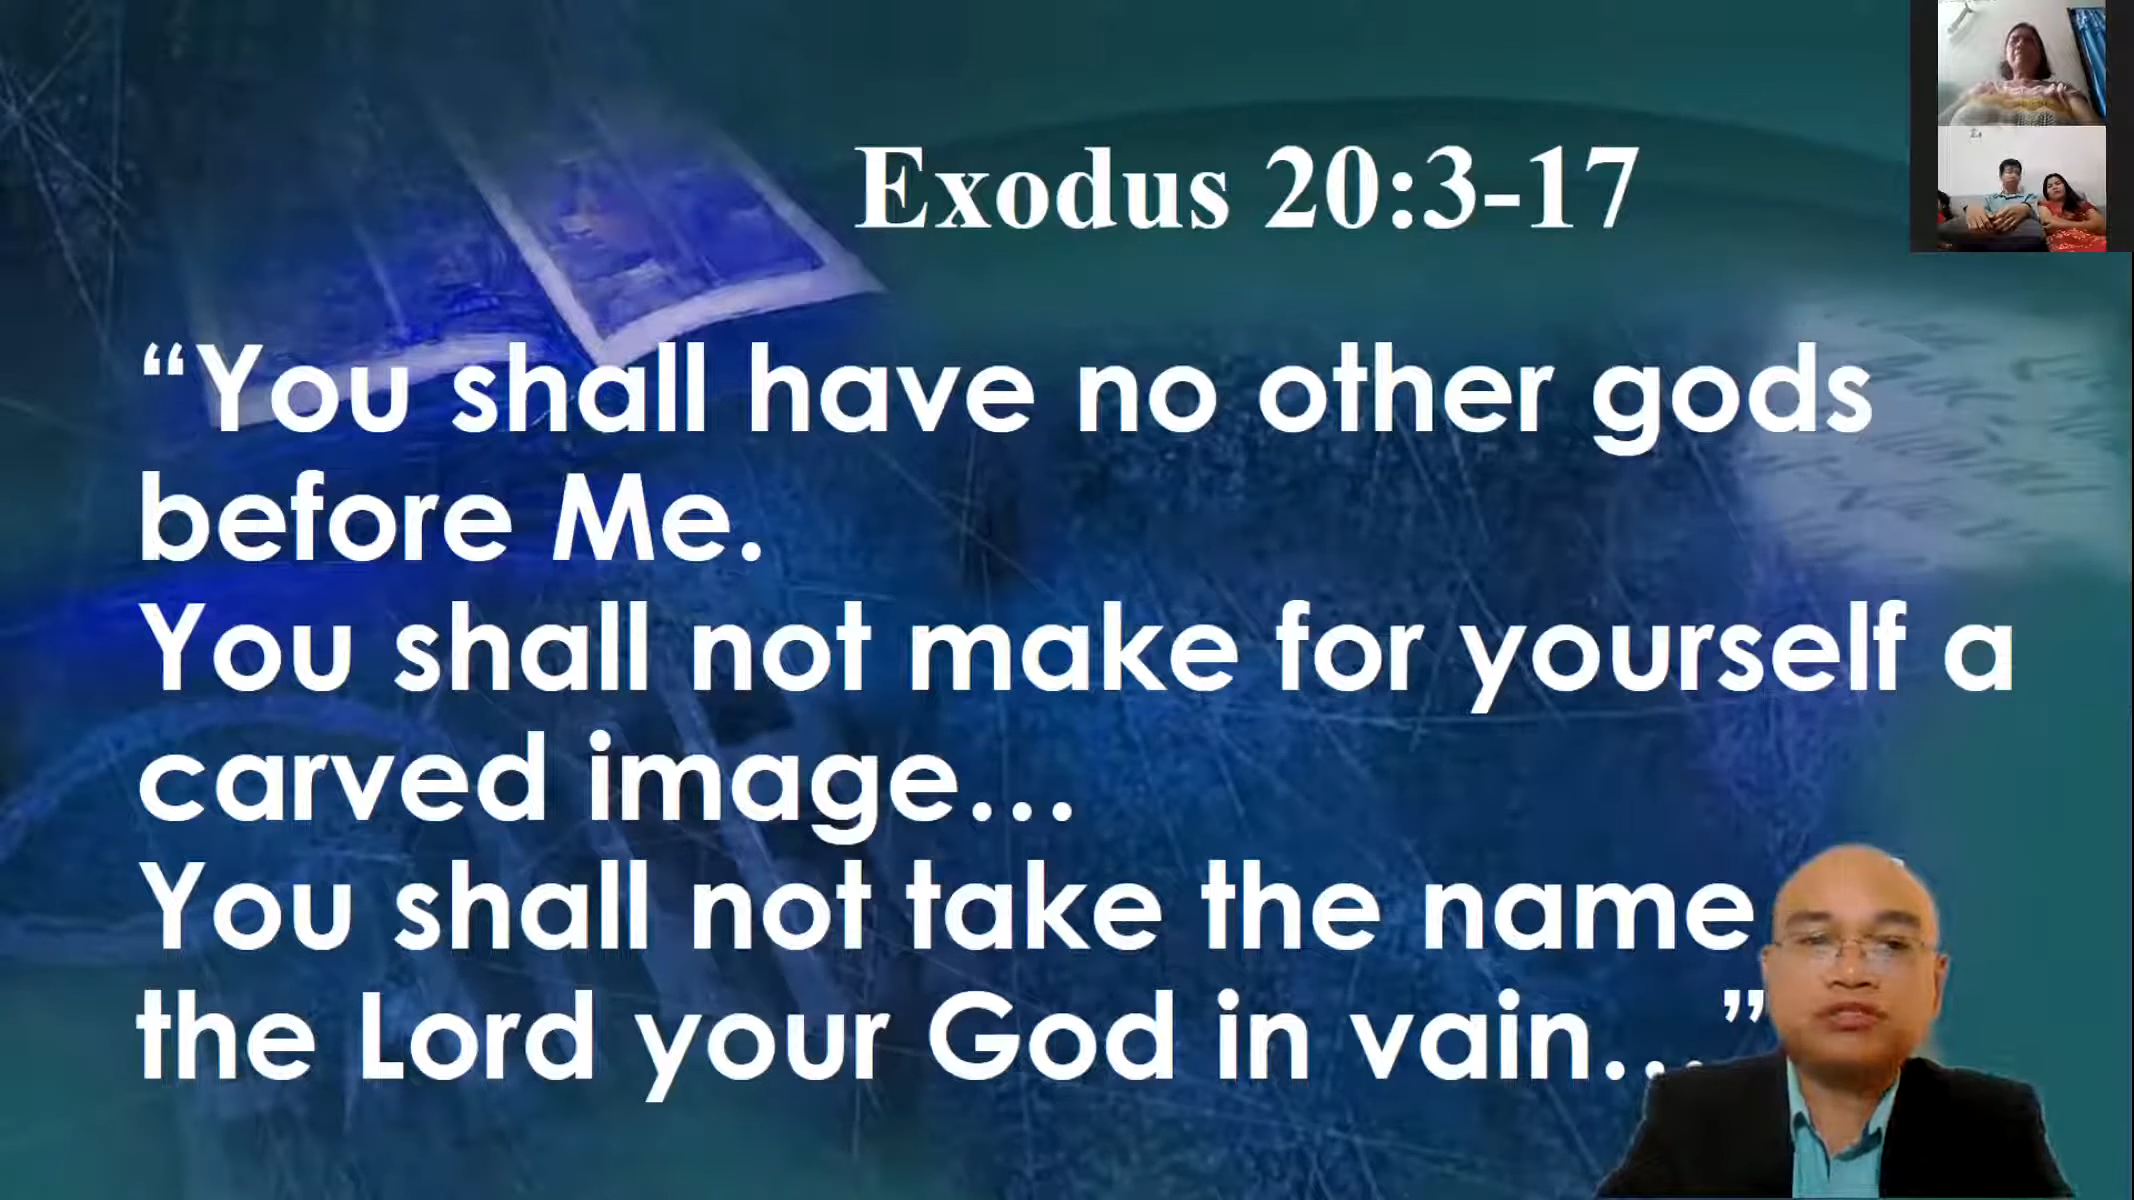 Exodus 20:3-17
“You shall have no other gods
before Me.
You shall not make for yourself a
carved image…
You shall not take the name
the Lord your God in vain…”